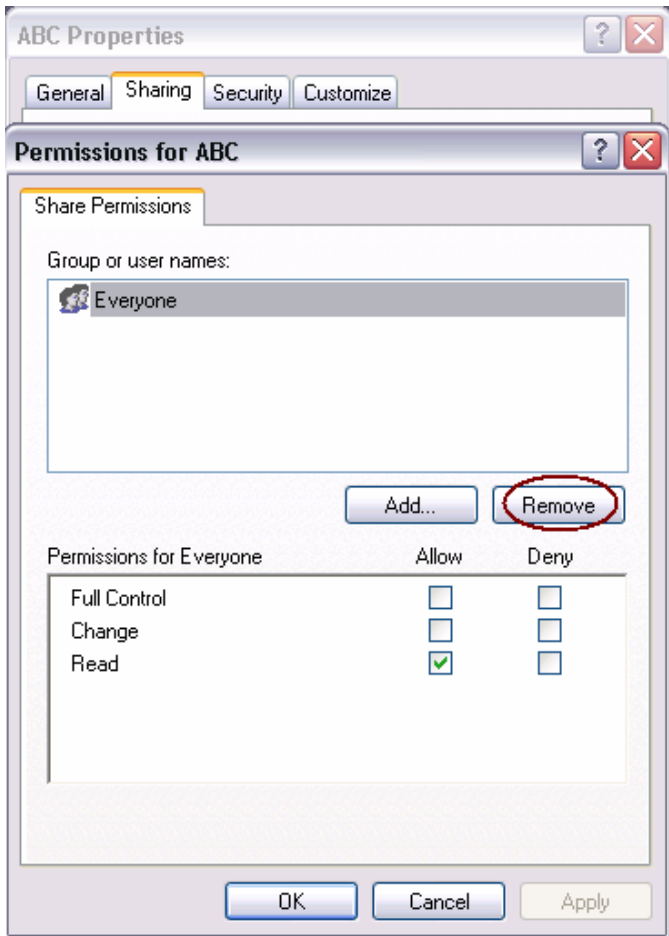 ABC Properties
General Sharing Security Customize
Permissions for ABC
Share Permissions
Group or user names:
Everyone
Add... Remove
Permissions for Everyone Allow Deny
Full Control
Change
Read
OK Cancel Apply